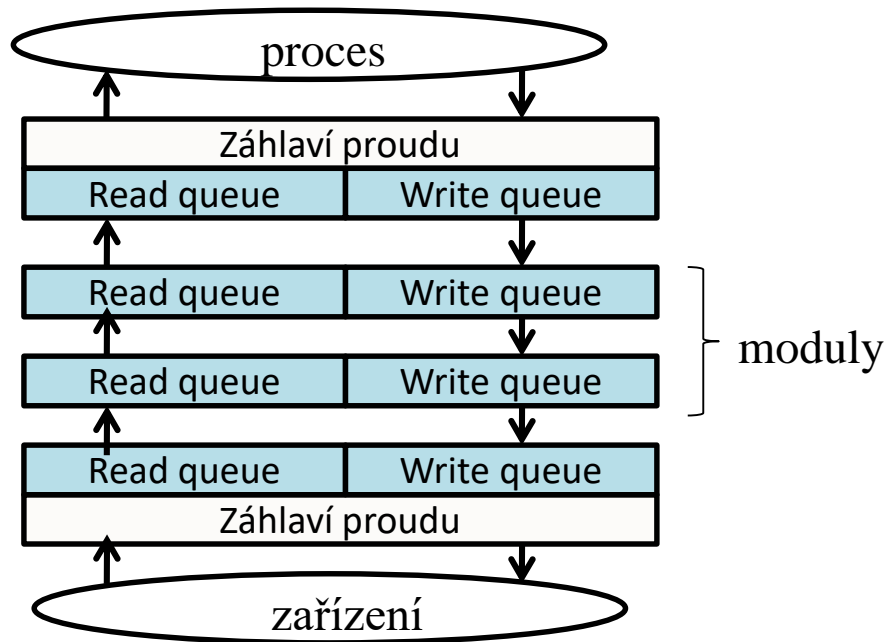 proces
Záhlaví proudu
Read queue Write queue
Read queue Write queue
moduly
Read queue Write queue
Read queue Write queue
Záhlaví proudu
zařízení